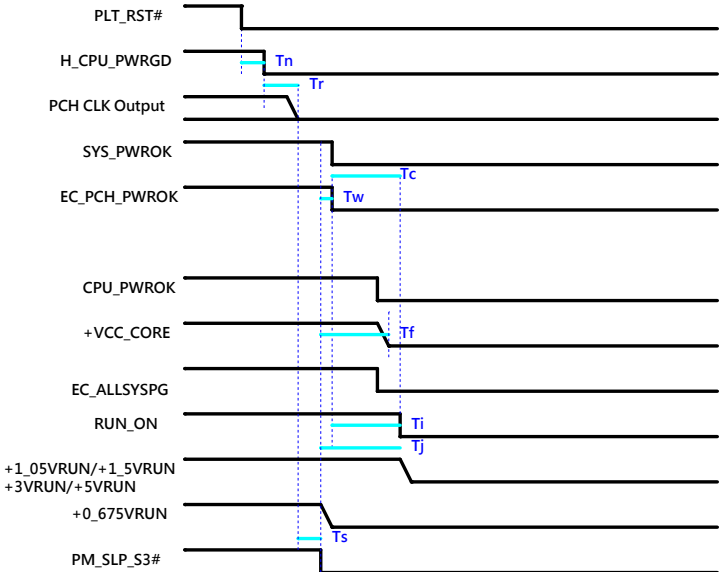 PLT_RST#
H_CPU_PWRGD
Tn
Tr
PCH CLK Output
SYS_PWROK
Tc
EC_PCH_PWROK
Tw
CPU_PWROK
+VCC_CORE
Tf
EC_ALLSYSPG
RUN_ON
Ti
Tj
+1_05VRUN/+1_5VRUN
+3VRUN/+5VRUN
+0_675VRUN
Ts
PM_SLP_S3#